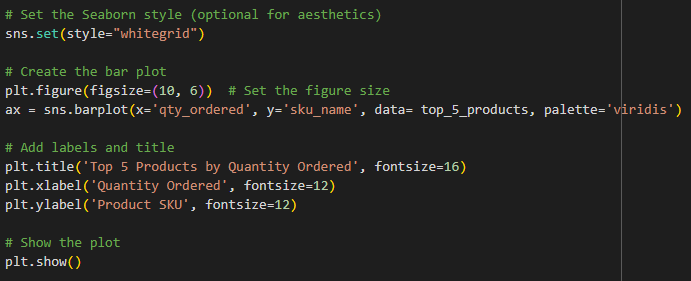 # Set the Seaborn style (optional for aesthetics)
sns.set(style="whitegrid")
# Create the bar plot
plt.figure(figsize=(10, 6))  # Set the figure size
ax = sns.barplot(x='qty_ordered', y='sku_name', data= top_5_products, palette='viridis')
# Add labels and title
plt.title('Top 5 Products by Quantity Ordered', fontsize=16)
plt.xlabel('Quantity Ordered', fontsize=12)
plt.ylabel('Product SKU', fontsize=12)
# Show the plot
plt.show()